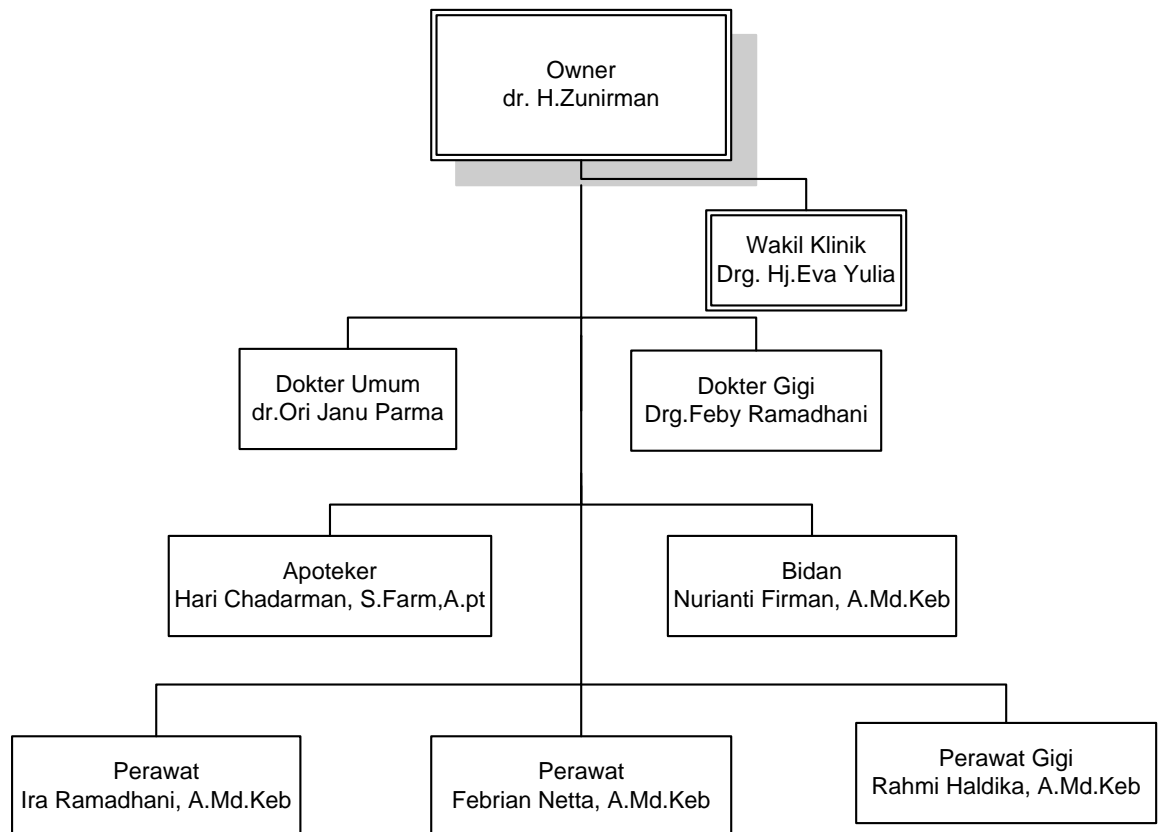 Owner
dr. H.Zunirman
Wakil Klinik
Drg. Hj.Eva Yulia
Dokter Umum
dr.Ori Janu Parma
Dokter Gigi
Drg.Feby Ramadhani
Apoteker
Hari Chadarman, S.Farm,A.pt
Bidan
Nurianti Firman, A.Md.Keb
Perawat
Ira Ramadhani, A.Md.Keb
Perawat
Febrian Netta, A.Md.Keb
Perawat Gigi
Rahmi Haldika, A.Md.Keb